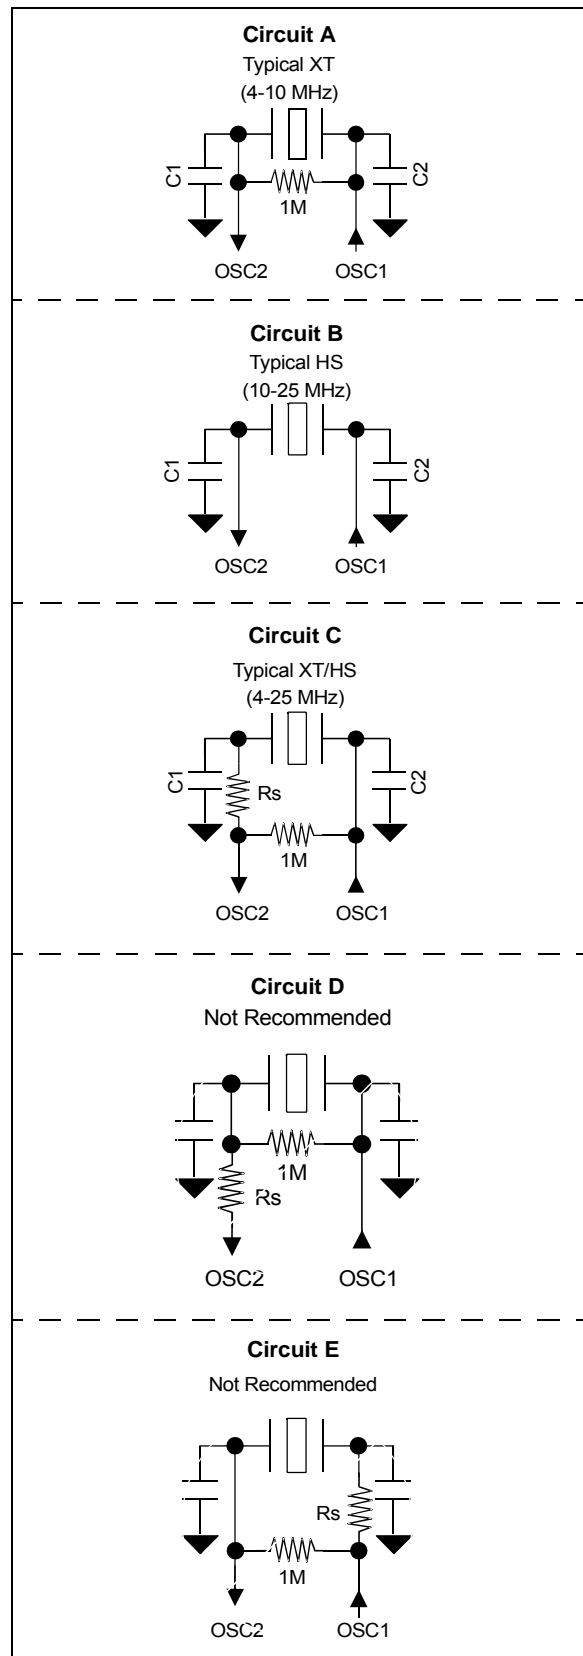 Circuit A
Typical XT
(4-10 MHz)
C1
C2
1M
OSC2
OSC1
Circuit B
Typical HS
(10-25 MHz)
C1
C2
OSC2
OSC1
Circuit C
Typical XT/HS
(4-25 MHz)
C1
Rs
C2
1M
OSC2
OSC1
Circuit D
Not Recommended
1M
Rs
OSC2
OSC1
Circuit E
Not Recommended
Rs
1M
OSC2
OSC1